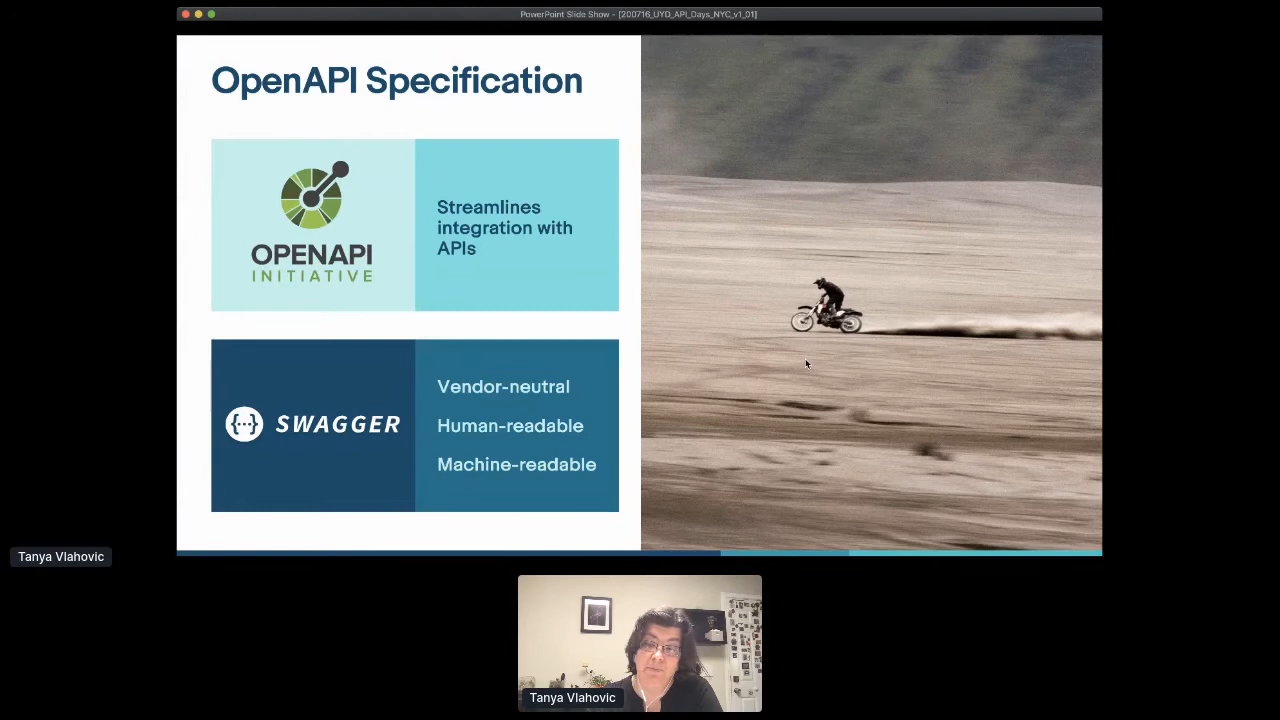 PowerPoint Slide Show - [200716_UYD_API_Days_NYC_v1_01]
OpenAPI Specification
OPENAPI
INITIATIVE
Streamlines
integration with
APIs
{···} SWAGGER
Vendor-neutral
Human-readable
Machine-readable
Tanya Vlahovic
Tanya Vlahovic